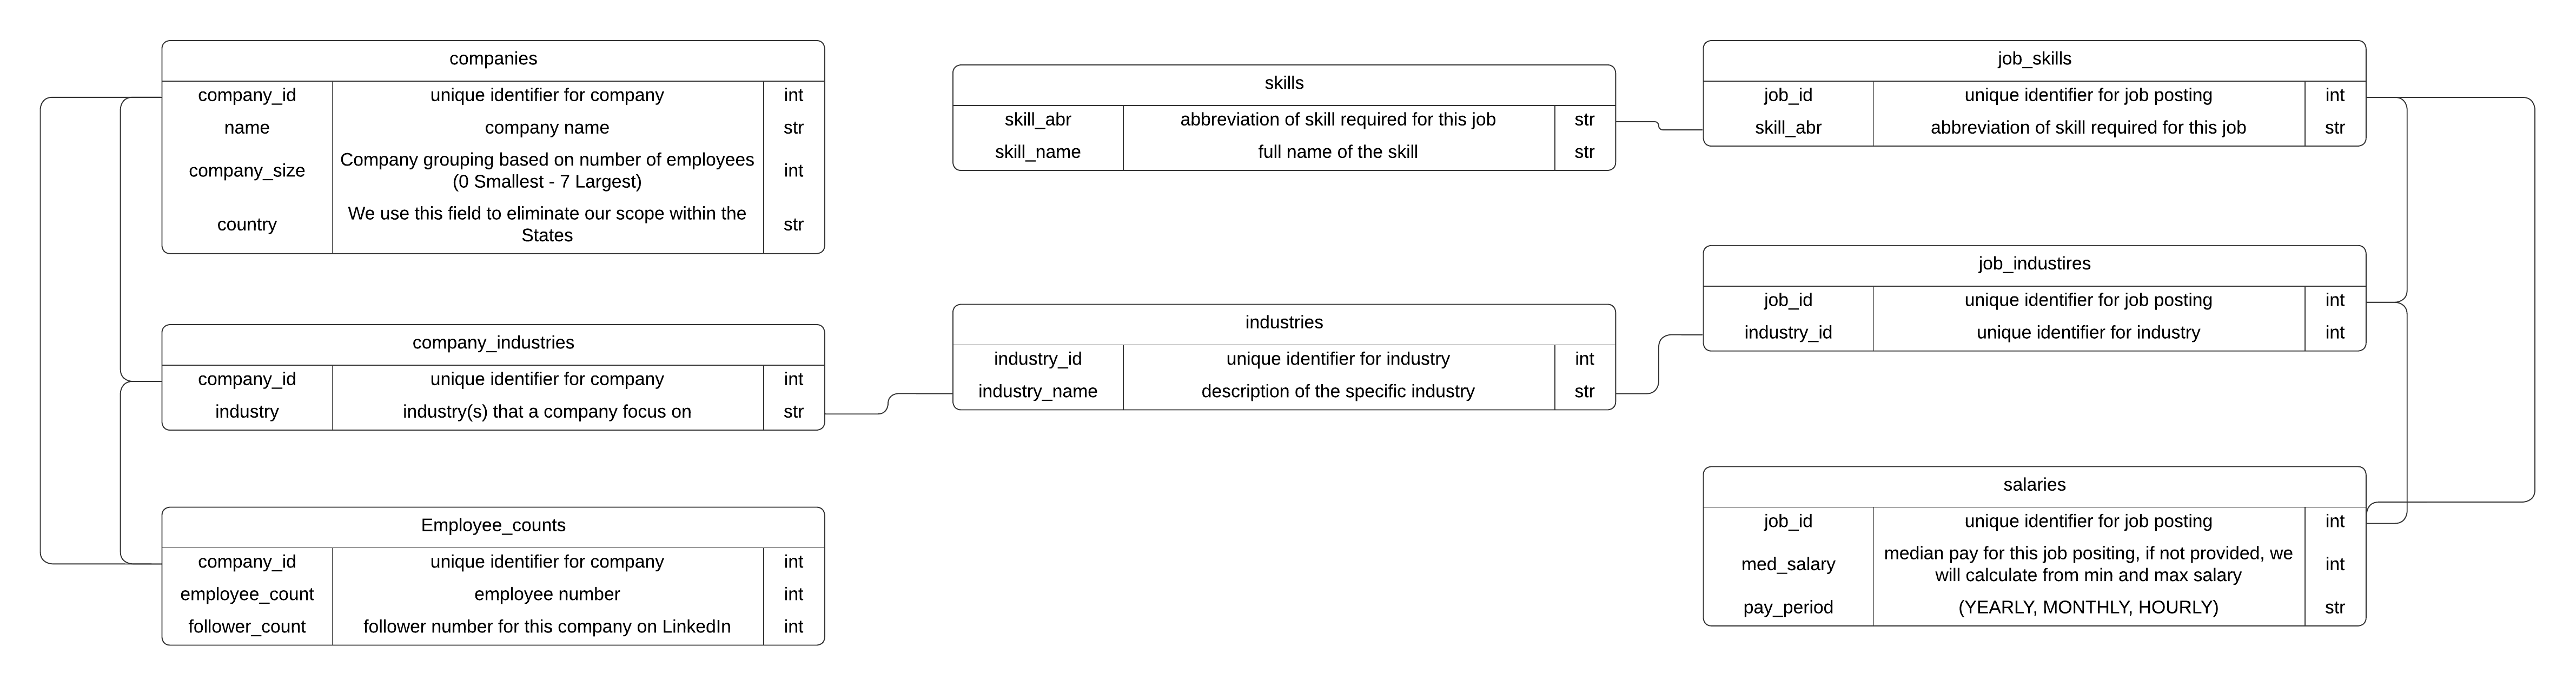 companies
company_id unique identifier for company int
name company name str
company_size Company grouping based on number of employees int
(0 Smallest - 7 Largest)
country We use this field to eliminate our scope within the str
States
company_industries
company_id unique identifier for company int
industry industry(s) that a company focus on str
Employee_counts
company_id unique identifier for company int
employee_count employee number int
follower_count follower number for this company on LinkedIn int
skills
skill_abr abbreviation of skill required for this job str
skill_name full name of the skill str
industries
industry_id unique identifier for industry int
industry_name description of the specific industry str
job_skills
job_id unique identifier for job posting int
skill_abr abbreviation of skill required for this job str
job_industires
job_id unique identifier for job posting int
industry_id unique identifier for industry int
salaries
job_id unique identifier for job posting int
med_salary median pay for this job positing, if not provided, we int
will calculate from min and max salary
pay_period (YEARLY, MONTHLY, HOURLY) str